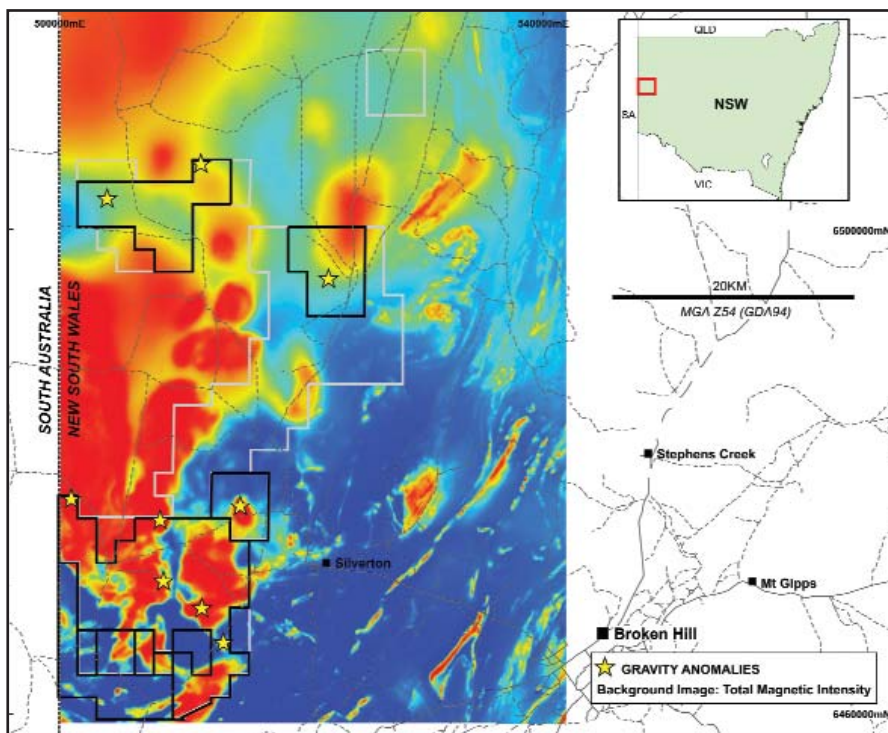 500000mE
540000mE
QLD
SA
NSW
VIC
6500000mN
20KM
MGA Z54 (GDA94)
SOUTH AUSTRALIA
NEW SOUTH WALES
Stephens Creek
Silverton
Mt Gipps
Broken Hill
GRAVITY ANOMALIES
Background Image: Total Magnetic Intensity
6460000mN